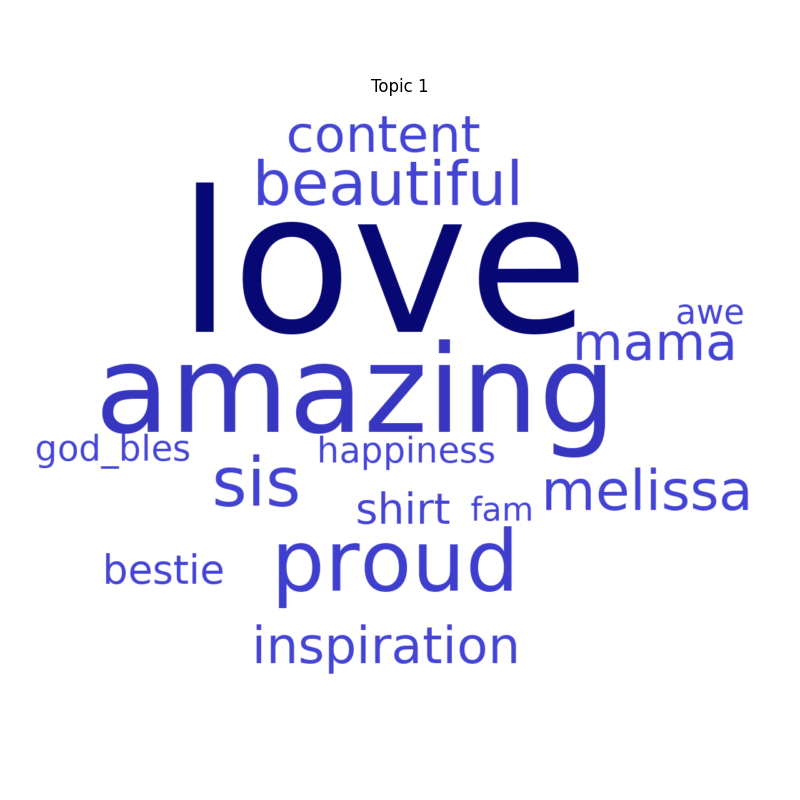 Topic 1
content
beautiful
love
awe
mama
amazing
god_bles
happiness
sis
melissa
shirt
fam
proud
bestie
inspiration